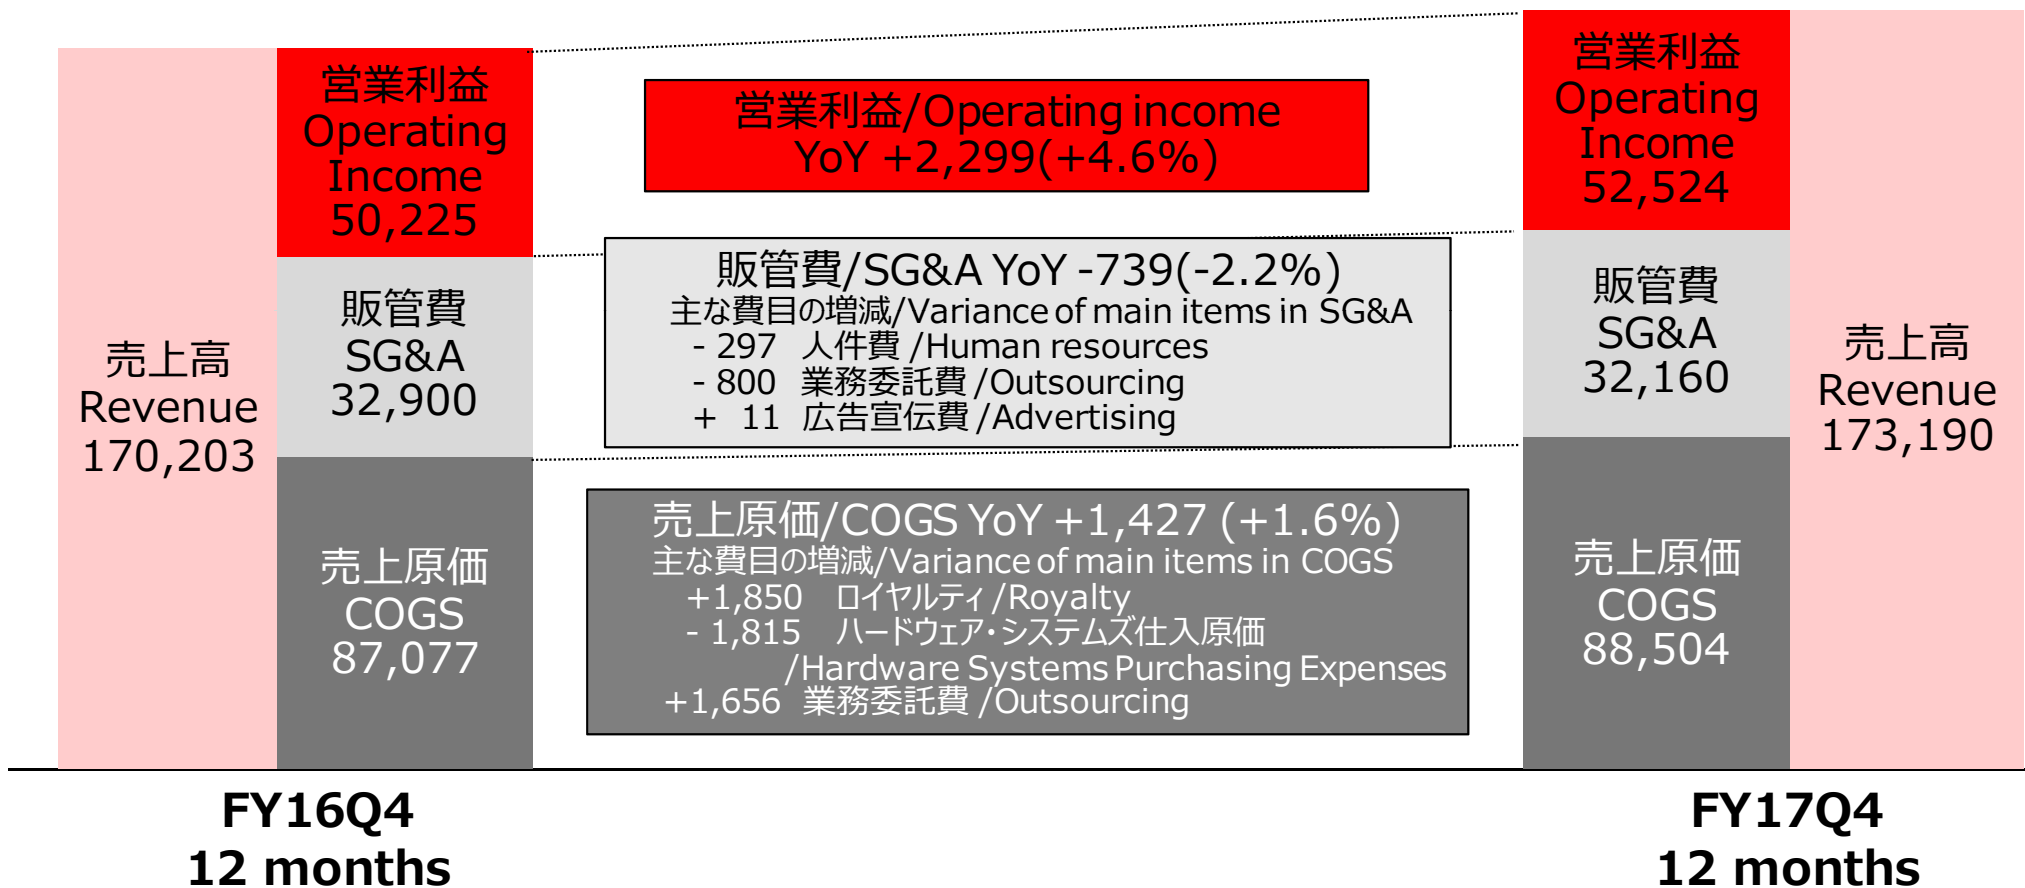 売上高
Revenue
170,203
営業利益
Operating
Income
50,225
販管費
SG&A
32,900
売上原価
COGS
87,077
営業利益/Operating income
YoY +2,299(+4.6%)
販管費/SG&A YoY -739(-2.2%)
主な費目の増減/Variance of main items in SG&A
- 297 人件費 /Human resources
- 800 業務委託費 /Outsourcing
+ 11 広告宣伝費 /Advertising
売上原価/COGS YoY +1,427 (+1.6%)
主な費目の増減/Variance of main items in COGS
+1,850 ロイヤルティ /Royalty
- 1,815 ハードウェア・システムズ仕入原価
/Hardware Systems Purchasing Expenses
+1,656 業務委託費 /Outsourcing
営業利益
Operating
Income
52,524
販管費
SG&A
32,160
売上原価
COGS
88,504
売上高
Revenue
173,190
FY16Q4
12 months
FY17Q4
12 months